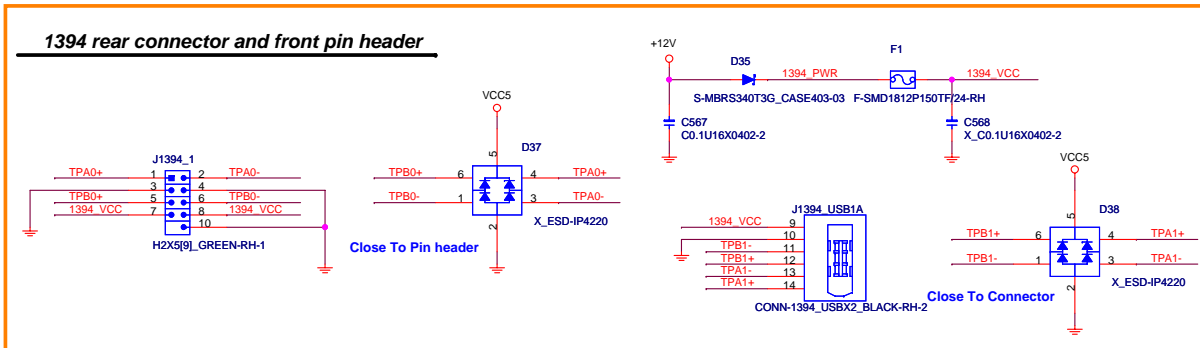 1394 rear connector and front pin header
+12V
D35
1394_PWR
F1
1394_VCC
S-MBRS340T3G_CASE403-03
F-SMD1812P150TF/24-RH
C567
C0.1U16X0402-2
C568
X_C0.1U16X0402-2
J1394_1
TPA0+ 1 2 TPA0-
3 4
TPB0+ 5 6 TPB0-
1394_VCC 7 8 1394_VCC
10
H2X5[9]_GREEN-RH-1
VCC5
5
D37
TPB0+ 6 4 TPA0+
TPB0- 1 3 TPA0-
2
X_ESD-IP4220
Close To Pin header
J1394_USB1A
1394_VCC 9
10
TPB1- 11
TPB1+ 12
TPA1- 13
TPA1+ 14
CONN-1394_USBX2_BLACK-RH-2
VCC5
5
D38
TPB1+ 6 4 TPA1+
TPB1- 1 3 TPA1-
2
X_ESD-IP4220
Close To Connector